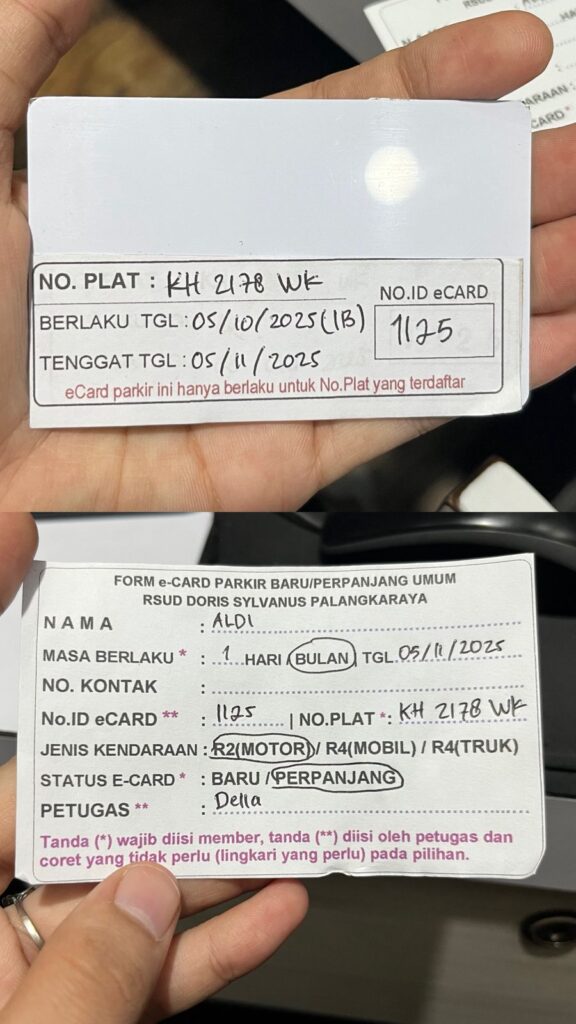 RSUD
ARAAN :
CARD *
NO. PLAT : KH 2178 WK
BERLAKU TGL : 05/10/2025 (1B)
TENGGAT TGL : 05/11/2025
NO.ID eCARD
1125
eCard parkir ini hanya berlaku untuk No.Plat yang terdaftar
FORM e-CARD PARKIR BARU/PERPANJANG UMUM
RSUD DORIS SYLVANUS PALANGKARAYA
NAMA : ALDI
MASA BERLAKU * : 1 HARI / BULAN TGL 05/11/2025
NO. KONTAK :
No.ID eCARD ** : 1125 | NO.PLAT *: KH 2178 WK
JENIS KENDARAAN : R2(MOTOR) / R4(MOBIL) / R4(TRUK)
STATUS E-CARD * : BARU / PERPANJANG
PETUGAS ** : Della
Tanda (*) wajib diisi member, tanda (**) diisi oleh petugas dan
coret yang tidak perlu (lingkari yang perlu) pada pilihan.